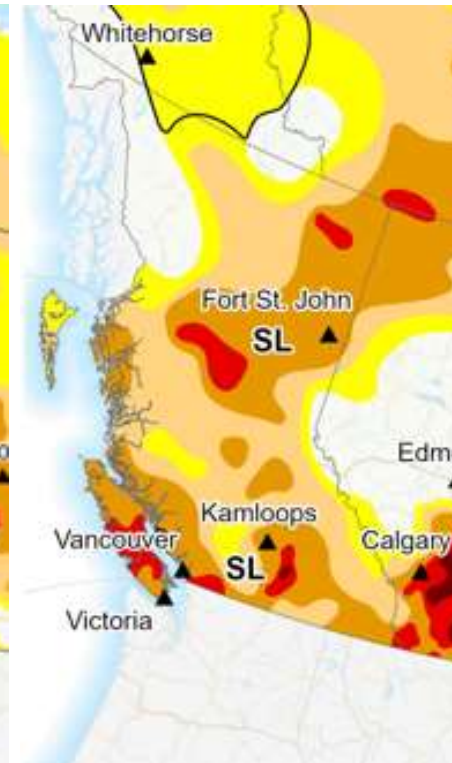 Whitehorse
Fort St. John
SL
Edm
Kamloops
Vancouver
Calgary
SL
Victoria